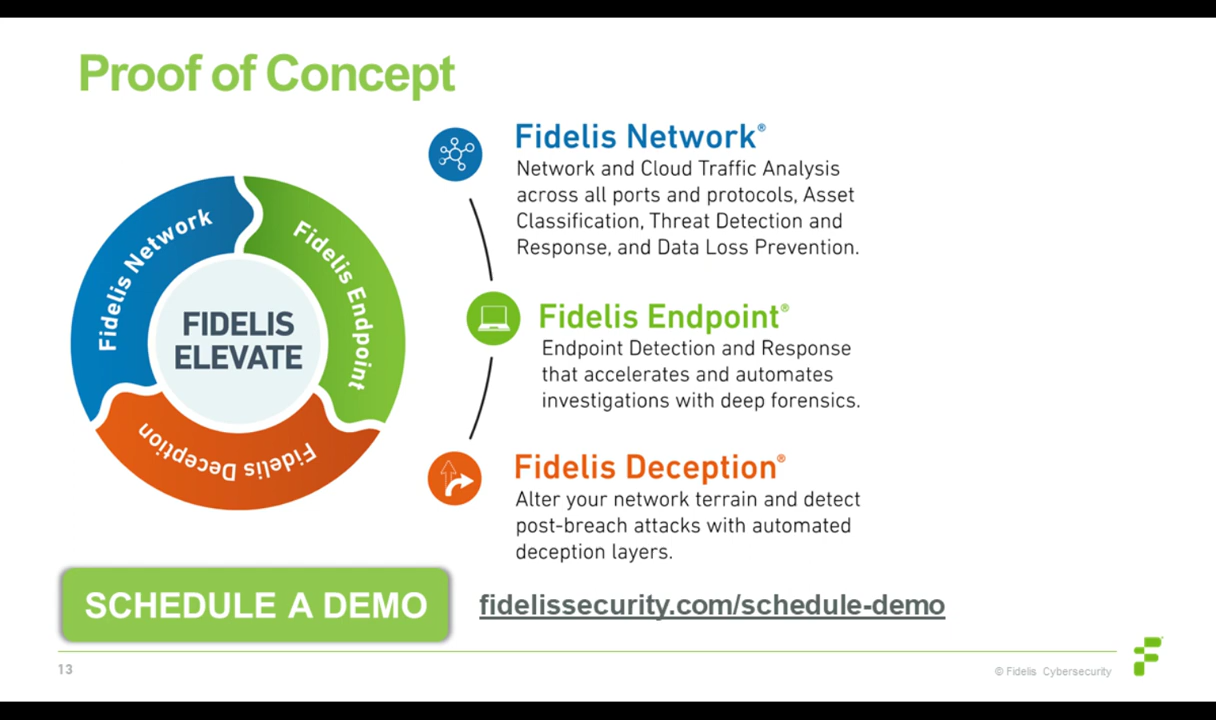 Proof of Concept
Fidelis Network
Fidelis Endpoint
Fidelis Deception
FIDELIS
ELEVATE
Fidelis Network®
Network and Cloud Traffic Analysis
across all ports and protocols, Asset
Classification, Threat Detection and
Response, and Data Loss Prevention.
Fidelis Endpoint®
Endpoint Detection and Response
that accelerates and automates
investigations with deep forensics.
Fidelis Deception®
Alter your network terrain and detect
post-breach attacks with automated
deception layers.
SCHEDULE A DEMO
fidelissecurity.com/schedule-demo
13
© Fidelis Cybersecurity